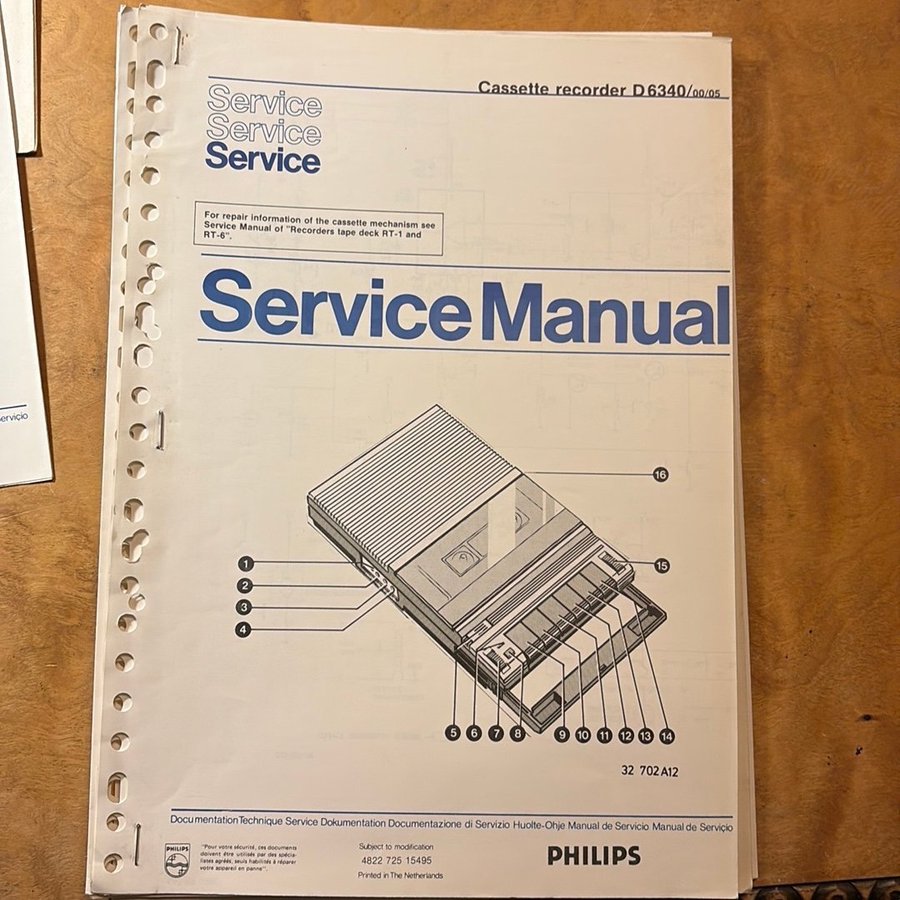 Cassette recorder D6340/00/05
Service
Service
Service
For repair information of the cassette mechanism see
Service Manual of "Recorders tape deck RT-1 and
RT-6".
Service Manual
16
1
15
2
3
4
5 6 7 8 9 10 11 12 13 14
32 702 A12
Documentation Technique Service Dokumentation Documentazione di Servizio Huolto-Ohje Manual de Servicio Manual de Serviçio
erviçio
PHILIPS
"Pour votre sécurité, ces documents
doivent être utilisés par des spécia-
listes agréés, seuls habilités à réparer
votre appareil en panne".
Subject to modification
4822 725 15495
Printed in The Netherlands
PHILIPS